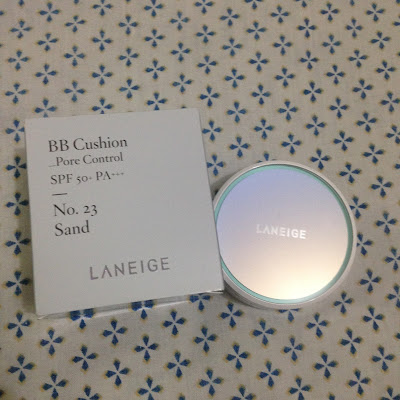 BB Cushion
_Pore Control
SPF 50+ PA+++
No. 23
Sand
LANEIGE
LANEIGE